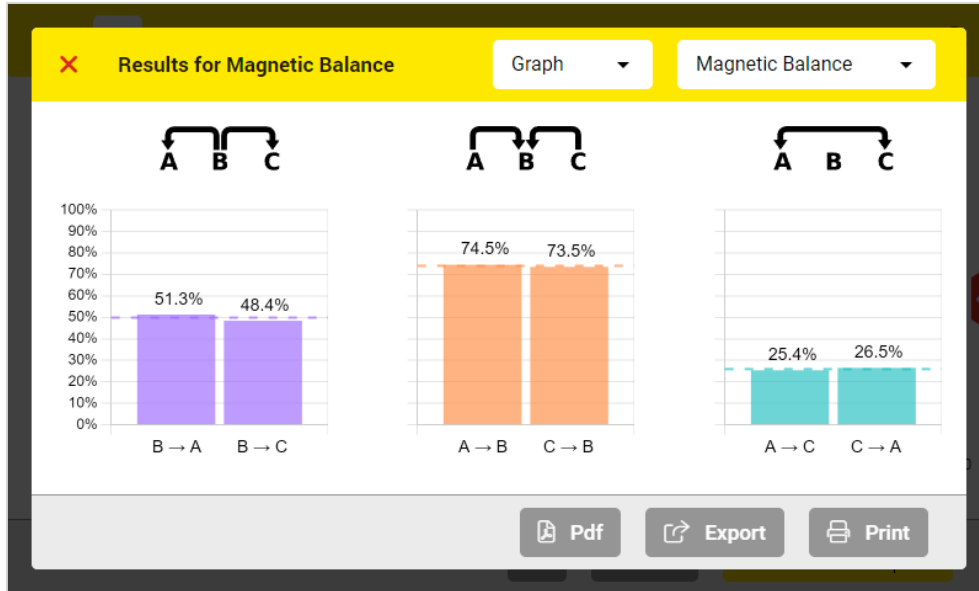 Results for Magnetic Balance
Graph
Magnetic Balance
A B C
A B C
A B C
100%
90%
80%
70%
60%
50%
40%
30%
20%
10%
0%
51.3%
48.4%
74.5%
73.5%
25.4%
26.5%
B → A
B → C
A → B
C → B
A → C
C → A
Pdf
Export
Print